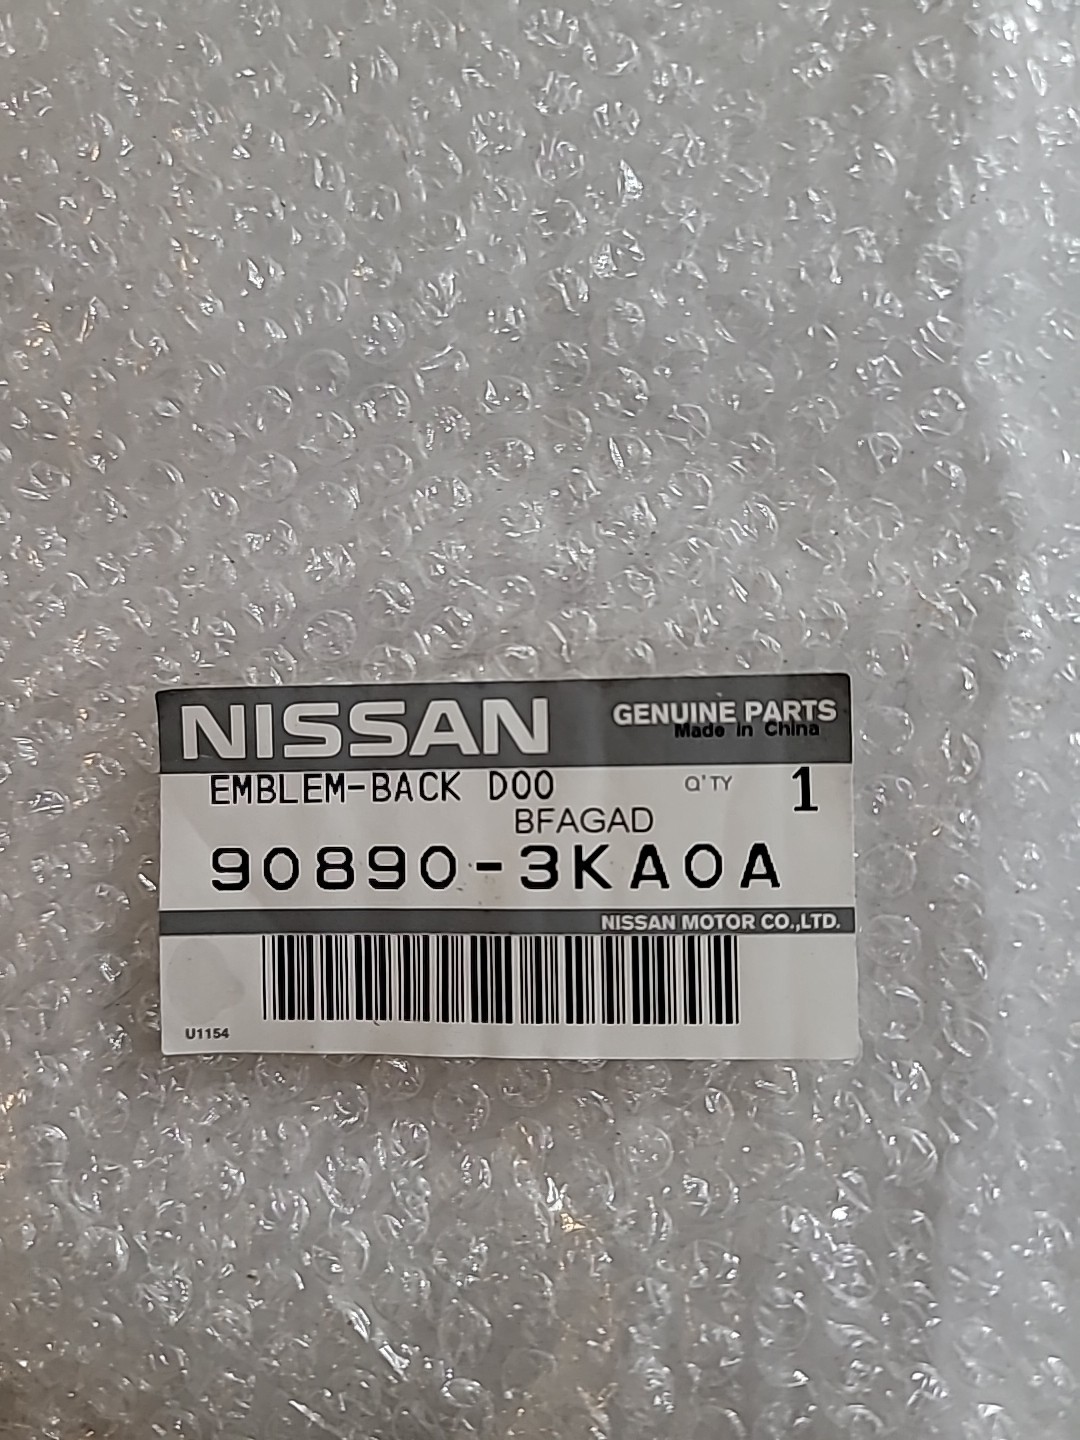 NISSAN
GENUINE PARTS
Made in China
EMBLEM-BACK DOO Q'TY 1
BFAGAD
90890-3KA0A
NISSAN MOTOR CO.,LTD.
U1154